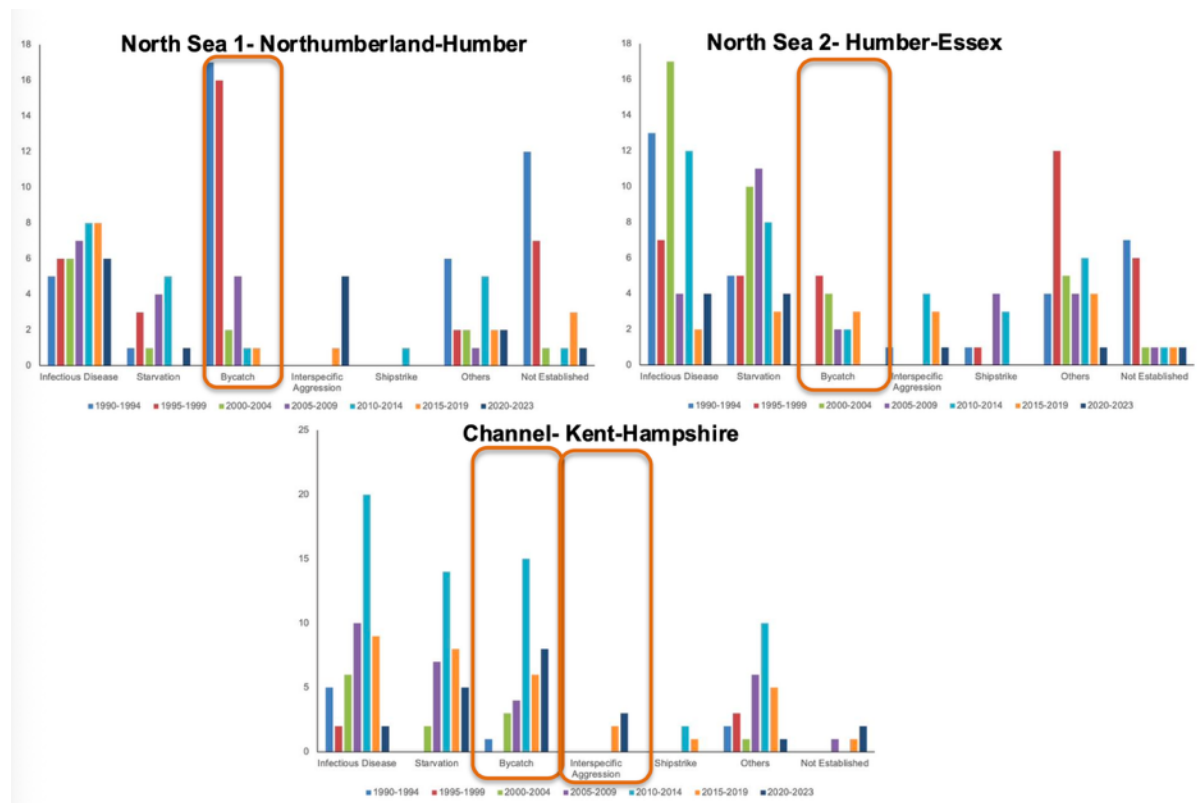 North Sea 1- Northumberland-Humber
18
16
14
12
10
8
6
4
2
0
Infectious Disease Starvation Bycatch Interspecific Aggression Shipstrike Others Not Established
1990-1994 1995-1999 2000-2004 2005-2009 2010-2014 2015-2019 2020-2023
North Sea 2- Humber-Essex
18
16
14
12
10
8
6
4
2
0
Infectious Disease Starvation Bycatch Interspecific Aggression Shipstrike Others Not Established
1990-1994 1995-1999 2000-2004 2005-2009 2010-2014 2015-2019 2020-2023
Channel- Kent-Hampshire
25
20
15
10
5
0
Infectious Disease Starvation Bycatch Interspecific Aggression Shipstrike Others Not Established
1990-1994 1995-1999 2000-2004 2005-2009 2010-2014 2015-2019 2020-2023